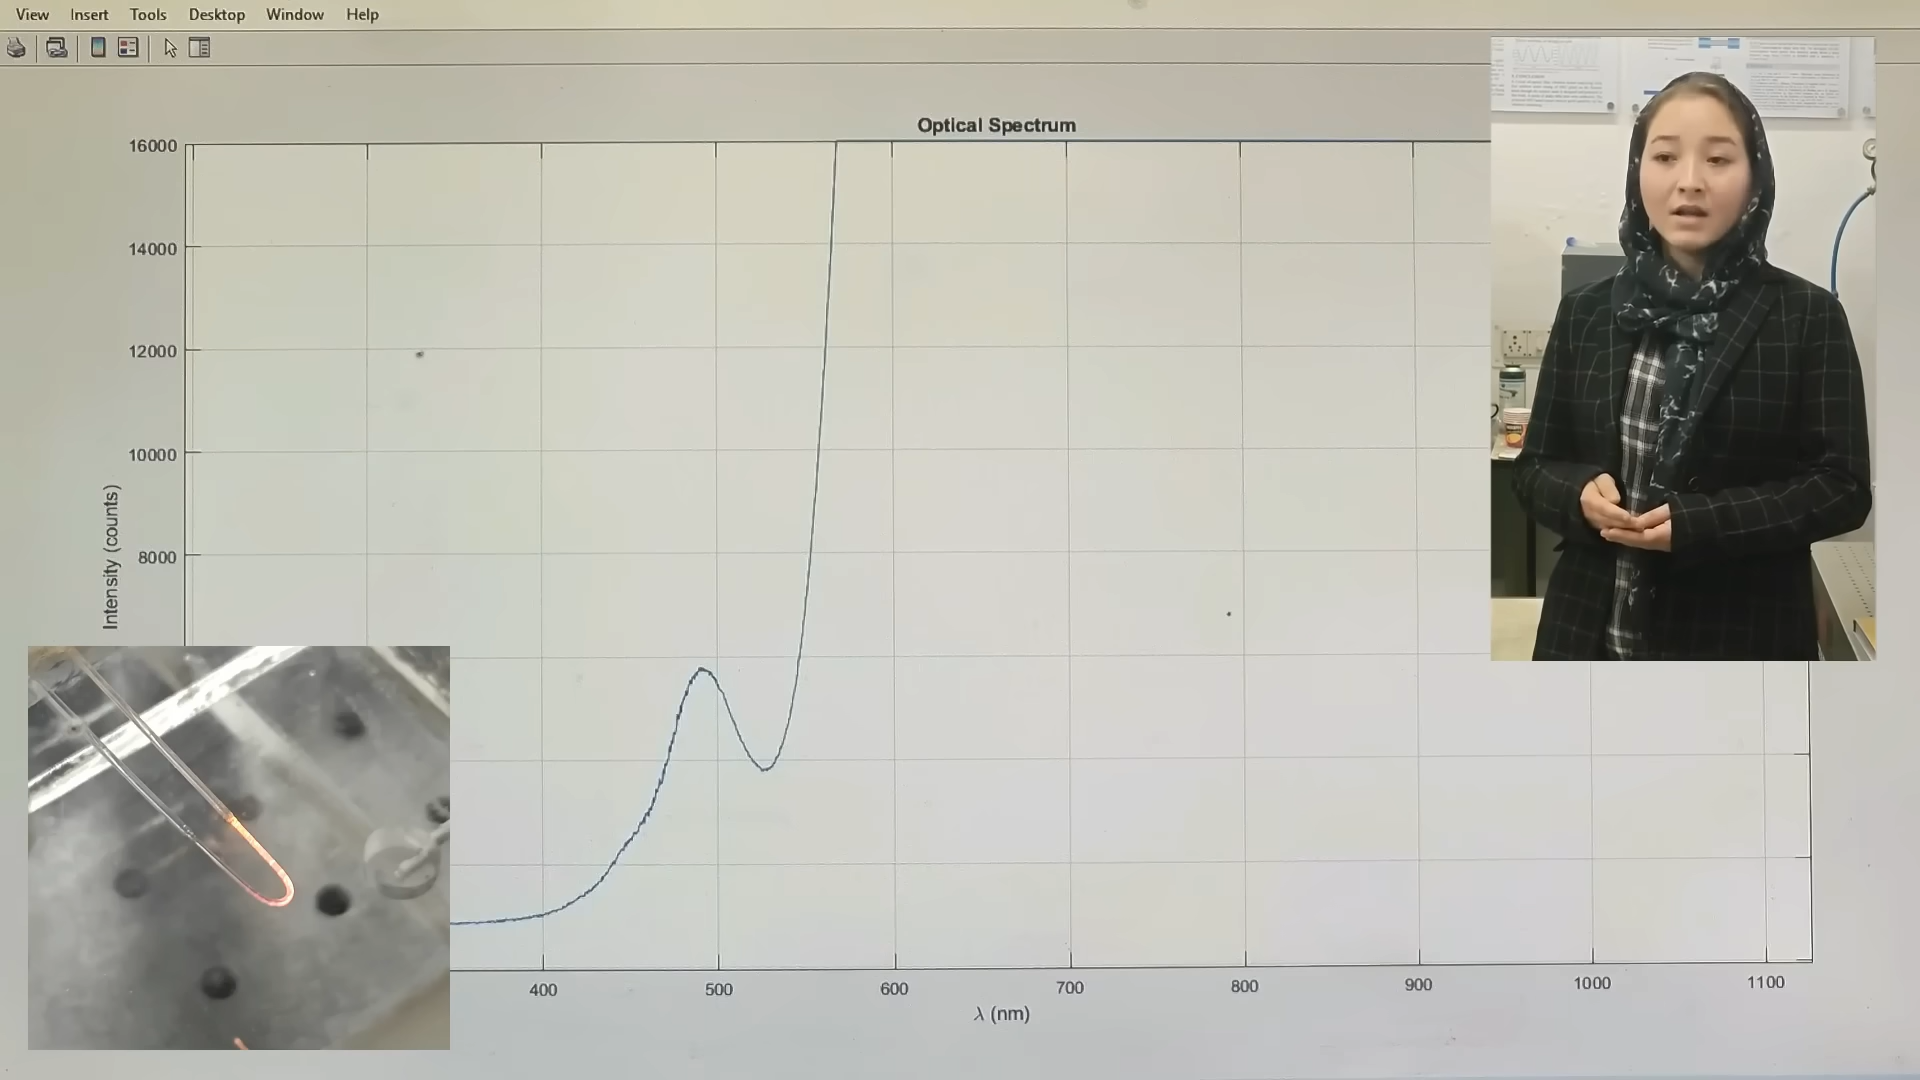 View Insert Tools Desktop Window Help
Optical Spectrum
16000
14000
12000
10000
8000
Intensity (counts)
400 500 600 700 800 900 1000 1100
λ (nm)